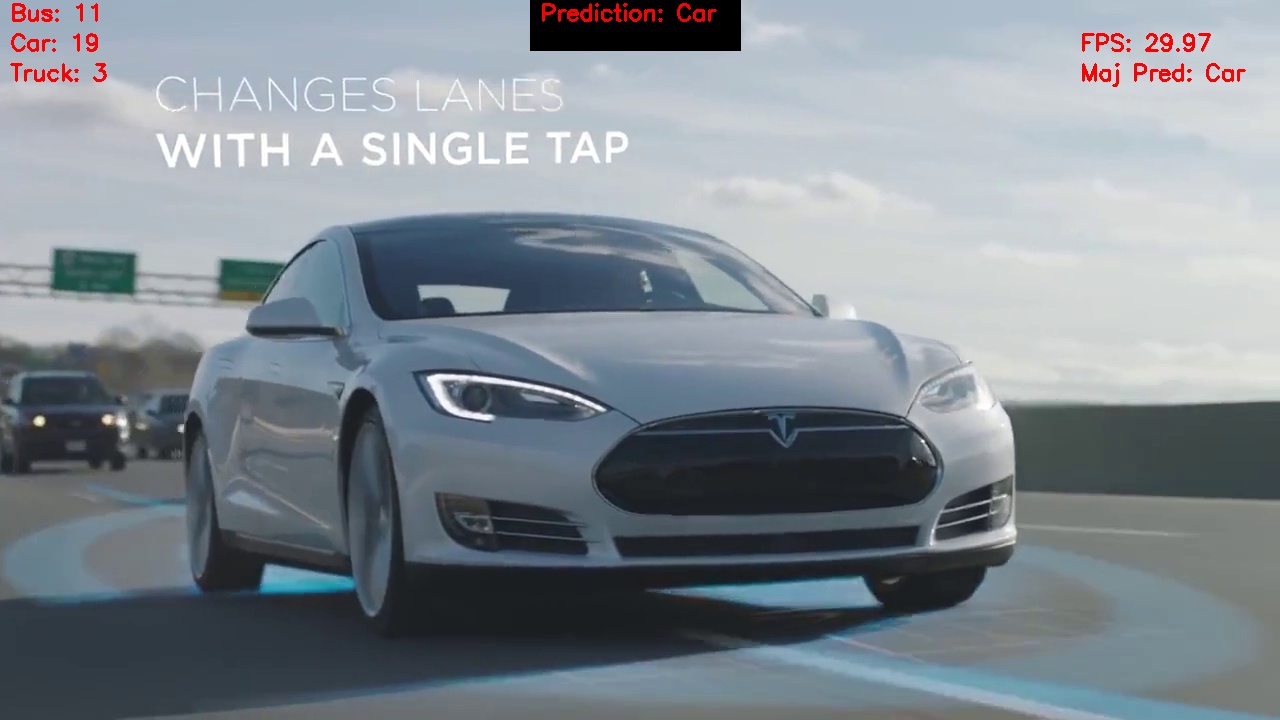 Bus: 11
Car: 19
Truck: 3
Prediction: Car
FPS: 29.97
Maj Pred: Car
CHANGES LANES
WITH A SINGLE TAP